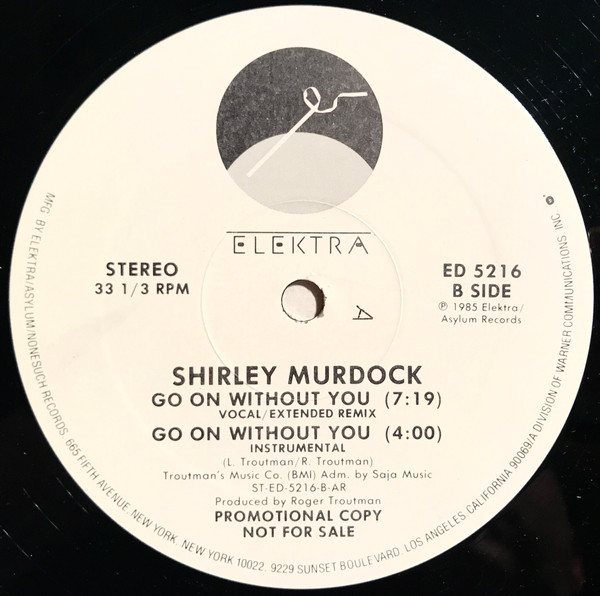 ELEKTRA
STEREO
33 1/3 RPM
ED 5216
B SIDE
℗ 1985 Elektra/
Asylum Records
SHIRLEY MURDOCK
GO ON WITHOUT YOU (7:19)
VOCAL/EXTENDED REMIX
GO ON WITHOUT YOU (4:00)
INSTRUMENTAL
(L. Troutman/R. Troutman)
Troutman's Music Co. (BMI) Adm. by Saja Music
ST-ED-5216-B-AR
Produced by Roger Troutman
PROMOTIONAL COPY
NOT FOR SALE
MFG. BY ELEKTRA/ASYLUM/NONESUCH RECORDS, 665 FIFTH AVENUE, NEW YORK, NEW YORK 10022. 9229 SUNSET BOULEVARD, LOS ANGELES, CALIFORNIA 90069/A DIVISION OF WARNER COMMUNICATIONS INC.